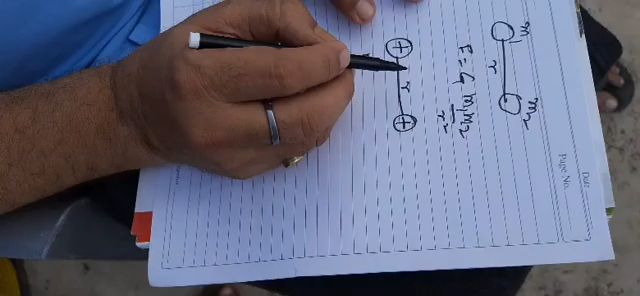 Date
Page No.
m₁ r m₂
F = G m₁m₂
r²
+ r +